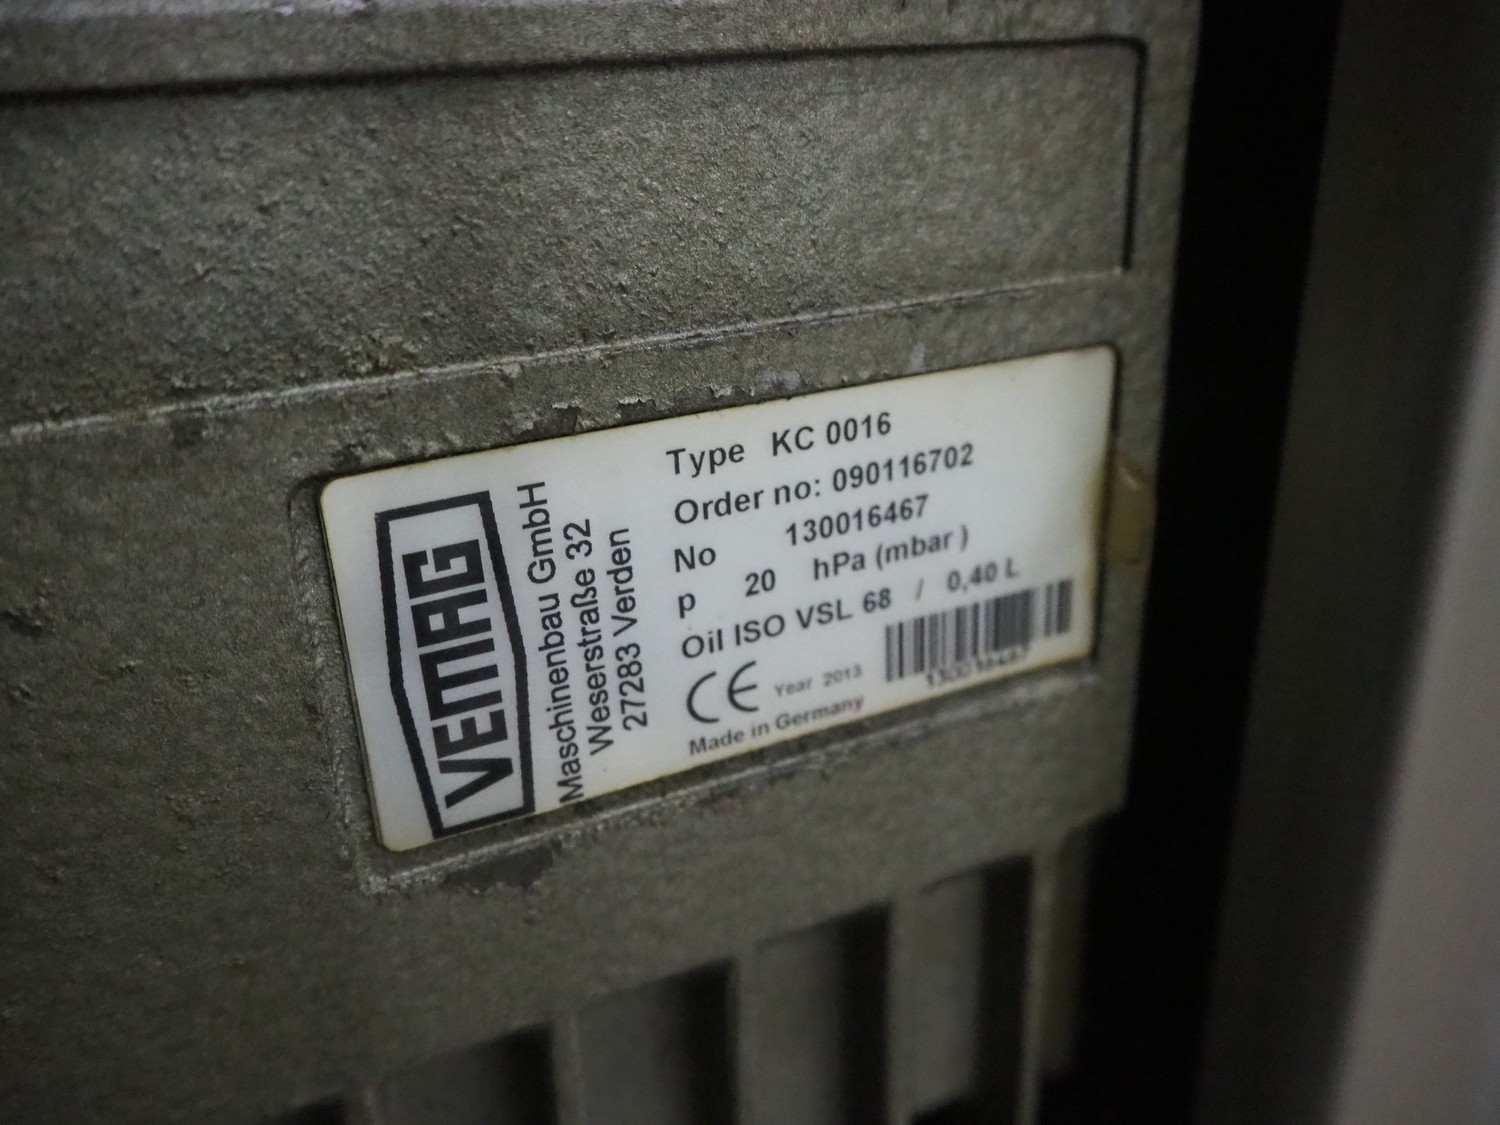 VEMAG
Maschinenbau GmbH
Weserstraße 32
27283 Verden
Type KC 0016
Order no: 090116702
No 130016467
p 20 hPa (mbar )
Oil ISO VSL 68 / 0,40 L
CE Year 2013
Made in Germany
130016467